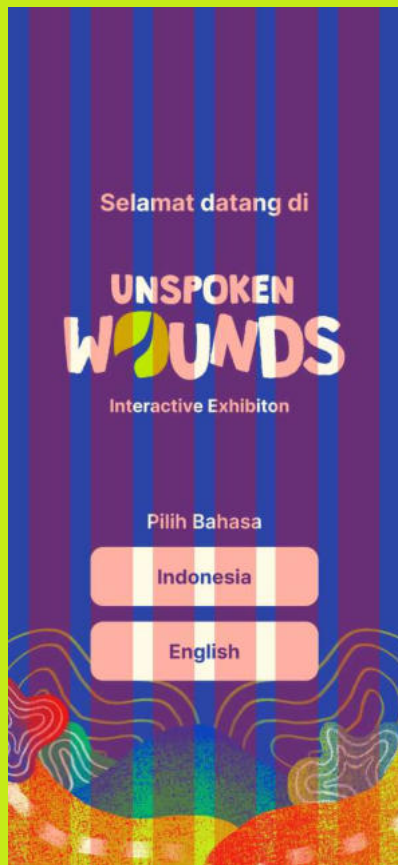 Selamat datang di
UNSPOKEN
WOUNDS
Interactive Exhibiton
Pilih Bahasa
Indonesia
English